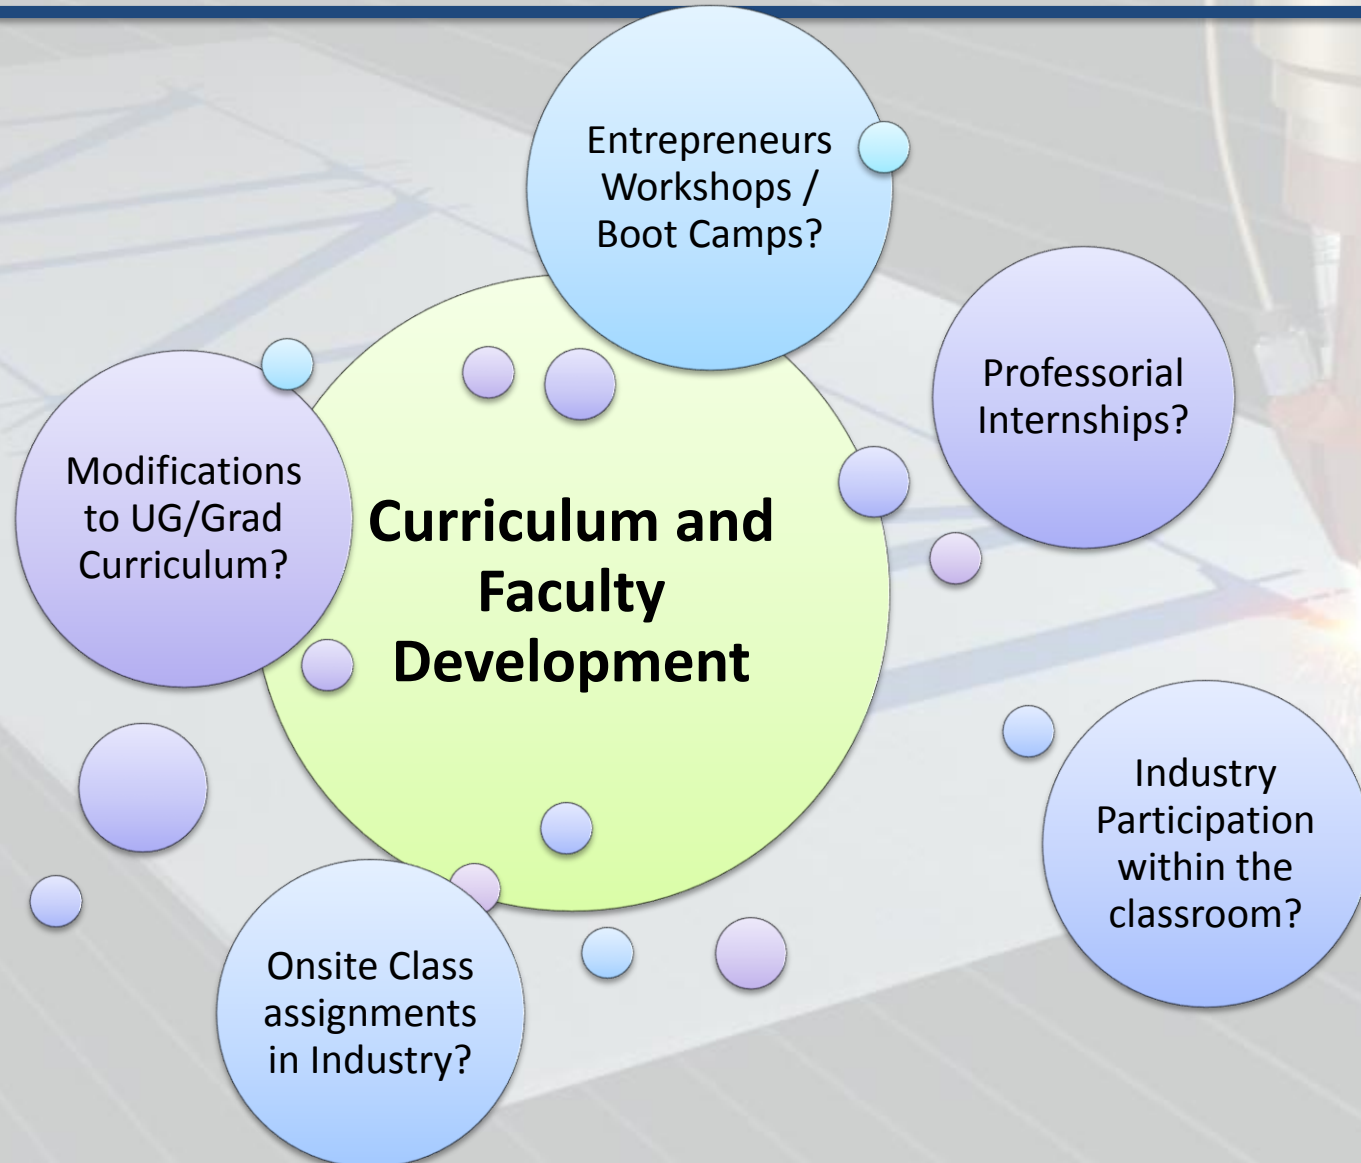 Entrepreneurs
Workshops /
Boot Camps?
Professorial
Internships?
Modifications
to UG/Grad
Curriculum?
Curriculum and
Faculty
Development
Industry
Participation
within the
classroom?
Onsite Class
assignments
in Industry?